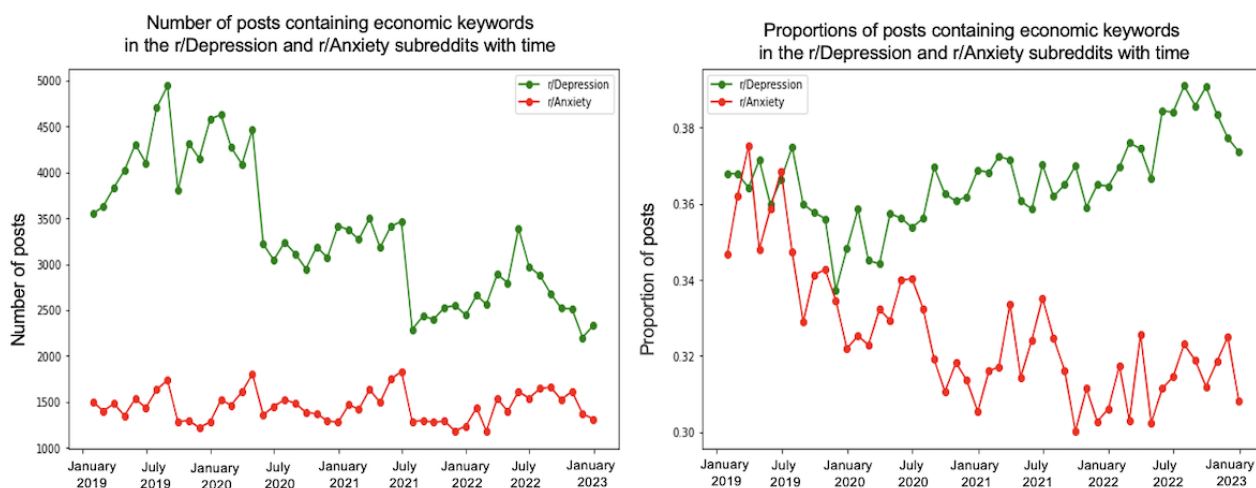 Number of posts containing economic keywords
in the r/Depression and r/Anxiety subreddits with time
5000
4500
4000
3500
3000
2500
2000
1500
1000
Number of posts
r/Depression
r/Anxiety
January 2019
July 2019
January 2020
July 2020
January 2021
July 2021
January 2022
July 2022
January 2023
Proportions of posts containing economic keywords
in the r/Depression and r/Anxiety subreddits with time
0.38
0.36
0.34
0.32
0.30
Proportion of posts
r/Depression
r/Anxiety
January 2019
July 2019
January 2020
July 2020
January 2021
July 2021
January 2022
July 2022
January 2023